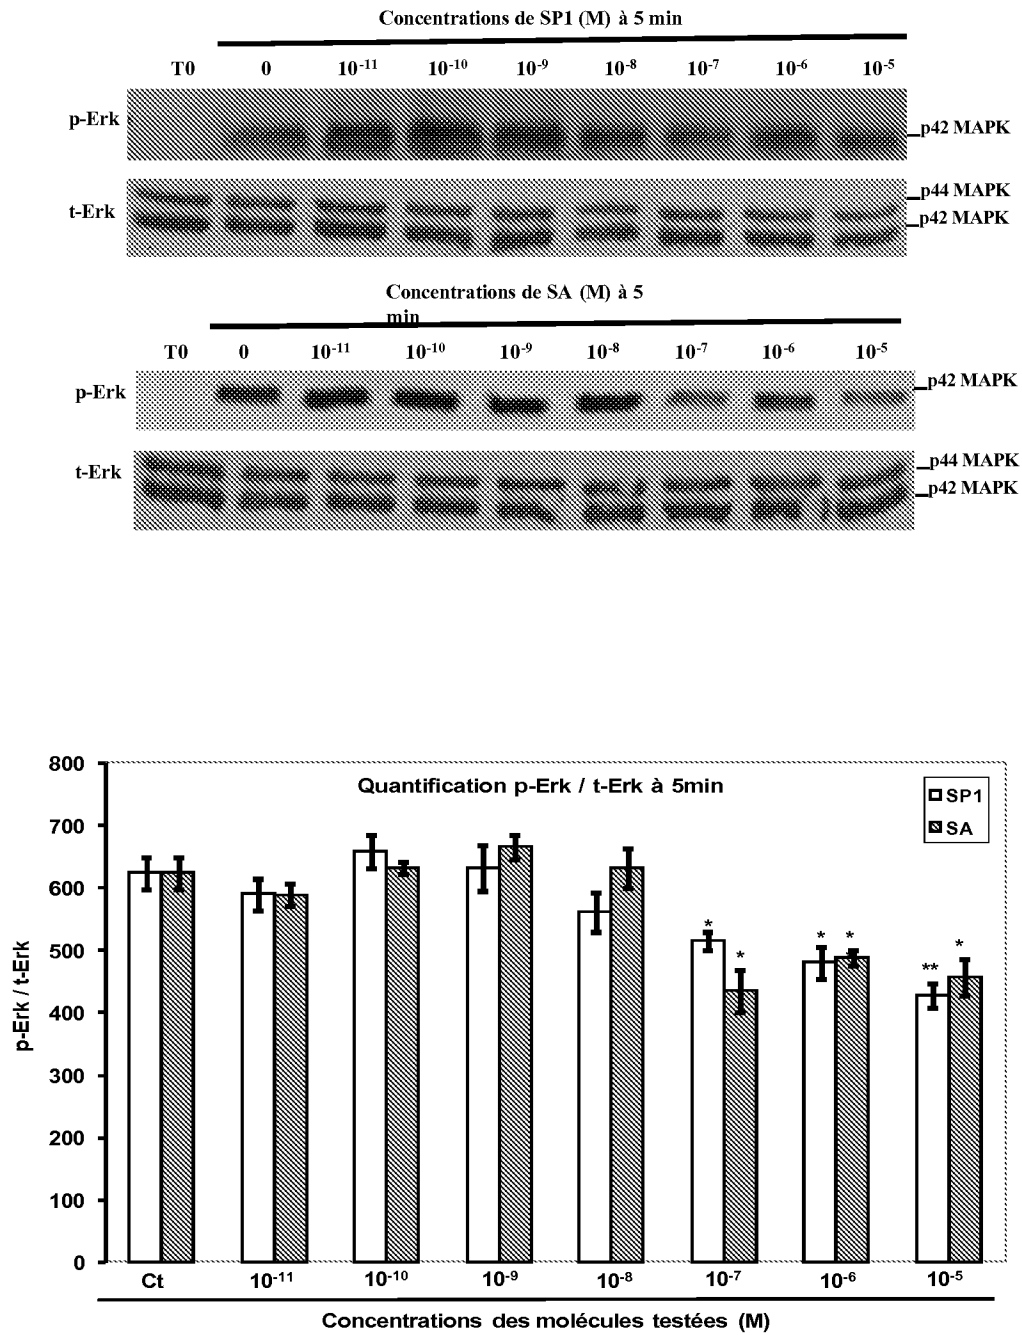 Concentrations de SP1 (M) à 5 min
T0 0 10-11 10-10 10-9 10-8 10-7 10-6 10-5
p-Erk
p42 MAPK
p44 MAPK
t-Erk
p42 MAPK
Concentrations de SA (M) à 5
min
T0 0 10-11 10-10 10-9 10-8 10-7 10-6 10-5
p-Erk
p42 MAPK
p44 MAPK
t-Erk
p42 MAPK
Quantification p-Erk / t-Erk à 5min
SP1
SA
p-Erk / t-Erk
800
700
600
500
400
300
200
100
0
* * * * ** *
Ct 10-11 10-10 10-9 10-8 10-7 10-6 10-5
Concentrations des molécules testées (M)